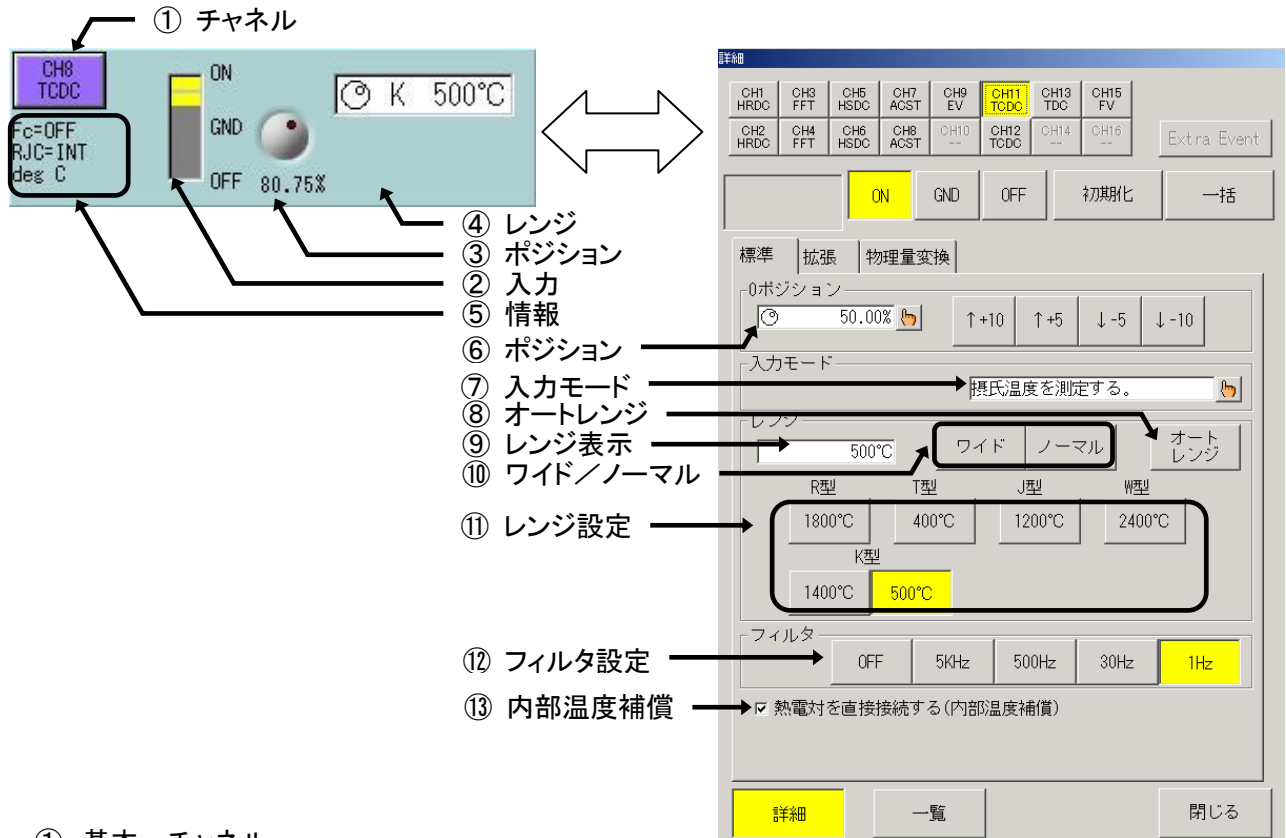 ① チャネル
CH8
TCDC
Fc=OFF
RJC=INT
deg C
ON
GND
OFF
80.75%
K 500℃
④ レンジ
③ ポジション
② 入力
⑤ 情報
⑥ ポジション
⑦ 入力モード
⑧ オートレンジ
⑨ レンジ表示
⑩ ワイド/ノーマル
⑪ レンジ設定
⑫ フィルタ設定
⑬ 内部温度補償
詳細
CH1 HRDC CH3 FFT CH5 HSDC CH7 ACST CH9 EV CH11 TCDC CH13 TDC CH15 FV
CH2 HRDC CH4 FFT CH6 HSDC CH8 ACST CH10 -- CH12 TCDC CH14 -- CH16 --
Extra Event
ON GND OFF 初期化 一括
標準 拡張 物理量変換
0ポジション
50.00% ↑+10 ↑+5 ↓-5 ↓-10
入力モード
摂氏温度を測定する。
レンジ
500℃ ワイド ノーマル オート
レンジ
R型 T型 J型 W型
1800℃ 400℃ 1200℃ 2400℃
K型
1400℃ 500℃
フィルタ
OFF 5KHz 500Hz 30Hz 1Hz
熱電対を直接接続する(内部温度補償)
詳細 一覧 閉じる